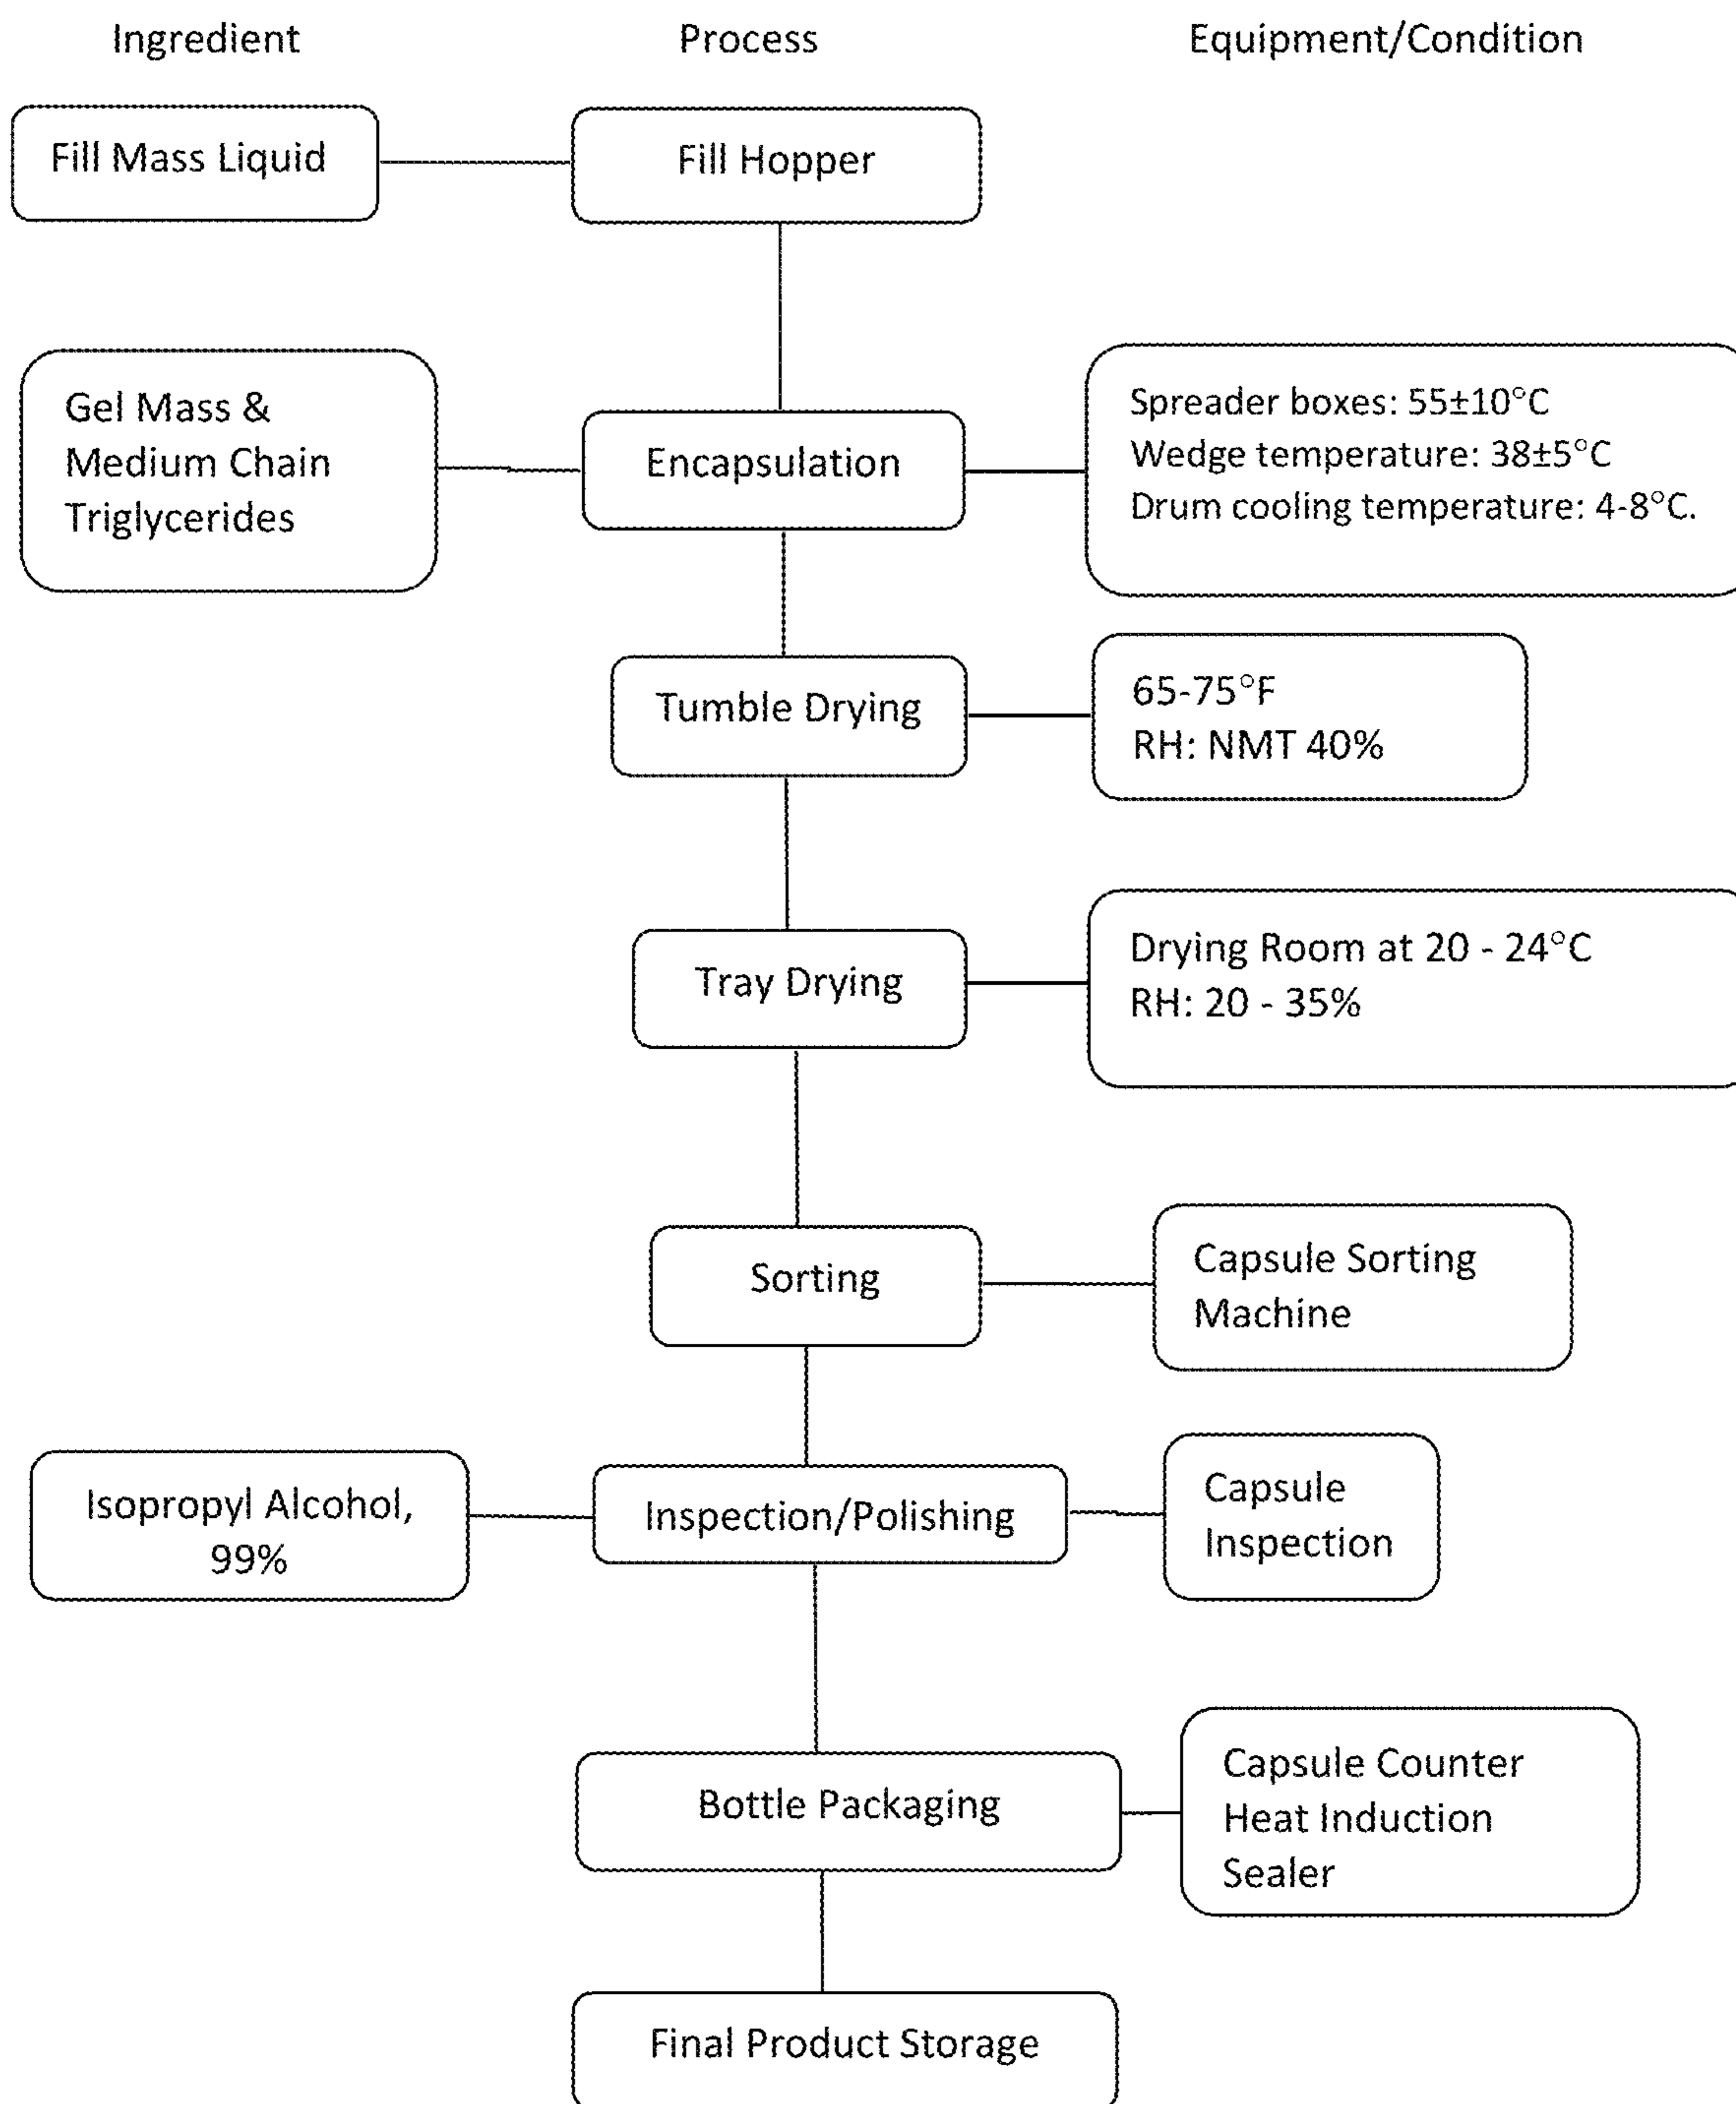 Ingredient
Process
Equipment/Condition
Fill Mass Liquid
Fill Hopper
Gel Mass &
Medium Chain
Triglycerides
Encapsulation
Spreader boxes: 55±10°C
Wedge temperature: 38±5°C
Drum cooling temperature: 4-8°C.
Tumble Drying
65-75°F
RH: NMT 40%
Tray Drying
Drying Room at 20 - 24°C
RH: 20 - 35%
Sorting
Capsule Sorting
Machine
Isopropyl Alcohol,
99%
Inspection/Polishing
Capsule
Inspection
Bottle Packaging
Capsule Counter
Heat Induction
Sealer
Final Product Storage